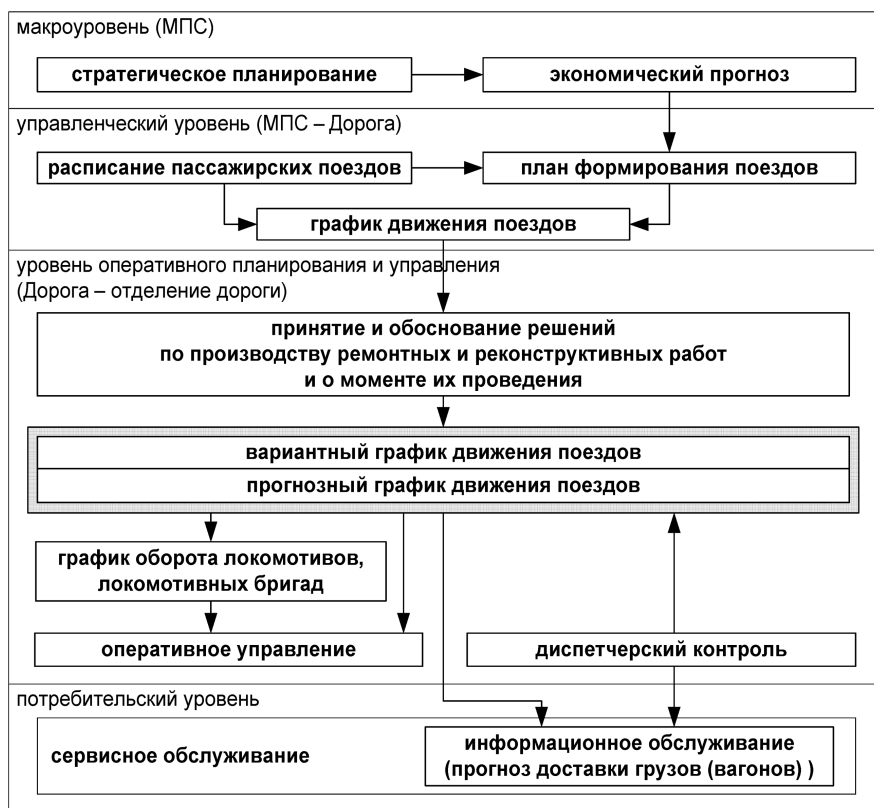 макроуровень (МПС)
стратегическое планирование
экономический прогноз
управленческий уровень (МПС – Дорога)
расписание пассажирских поездов
план формирования поездов
график движения поездов
уровень оперативного планирования и управления
(Дорога – отделение дороги)
принятие и обоснование решений
по производству ремонтных и реконструктивных работ
и о моменте их проведения
вариантный график движения поездов
прогнозный график движения поездов
график оборота локомотивов,
локомотивных бригад
оперативное управление
диспетчерский контроль
потребительский уровень
сервисное обслуживание
информационное обслуживание
(прогноз доставки грузов (вагонов) )